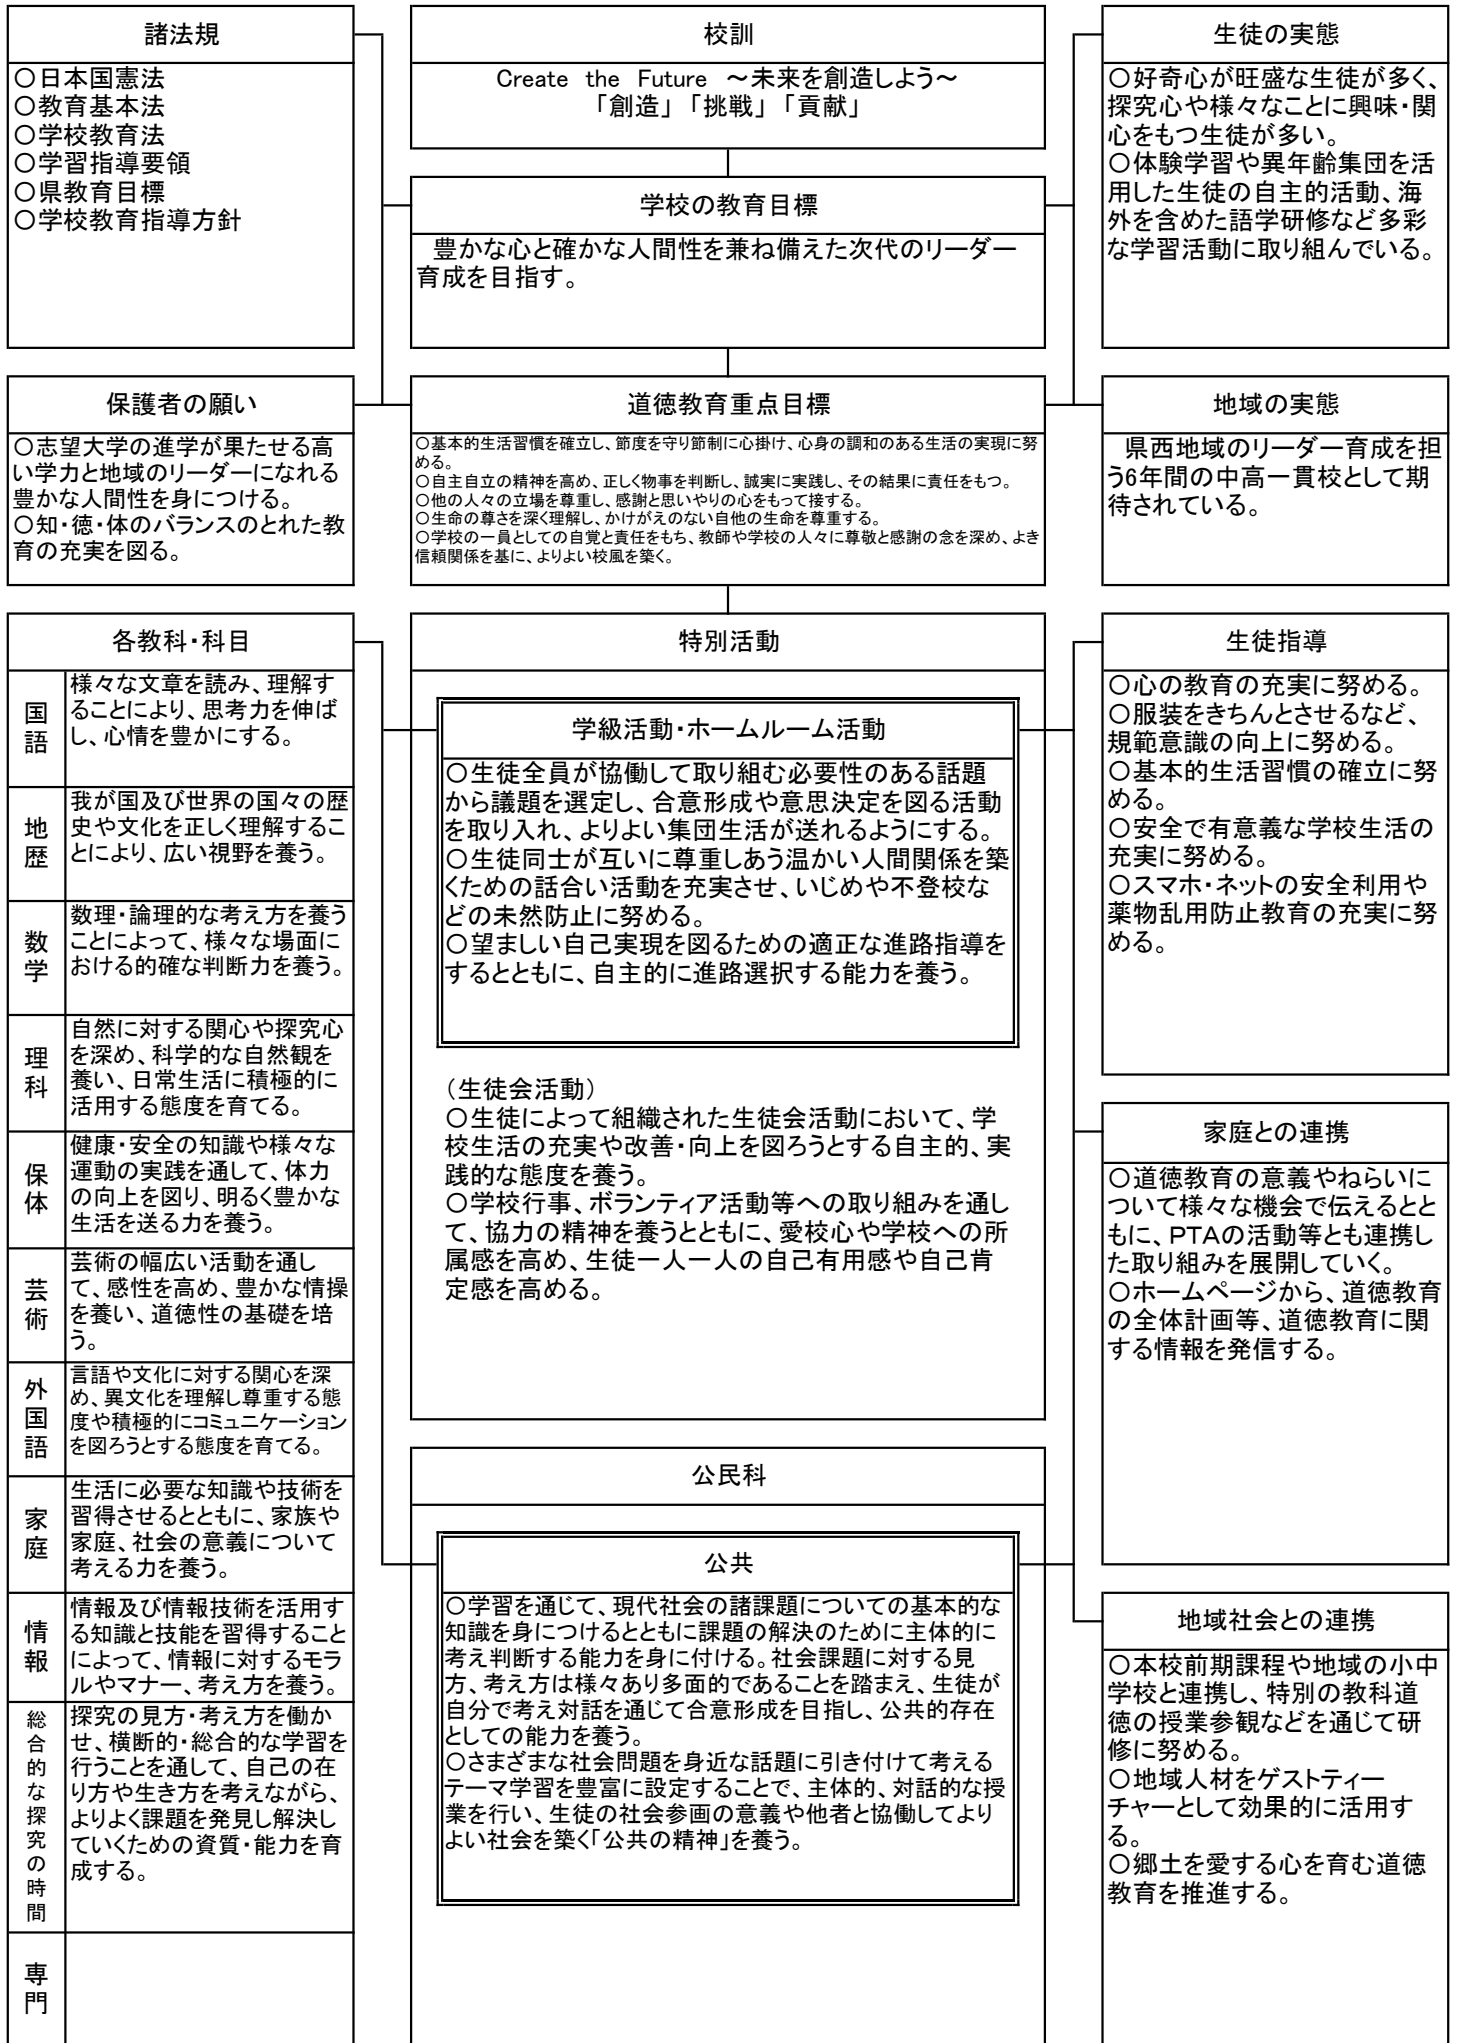 諸法規
〇日本国憲法
〇教育基本法
〇学校教育法
〇学習指導要領
〇県教育目標
〇学校教育指導方針
校訓
Create the Future ～未来を創造しよう～
「創造」「挑戦」「貢献」
学校の教育目標
豊かな心と確かな人間性を兼ね備えた次代のリーダー
育成を目指す。
生徒の実態
〇好奇心が旺盛な生徒が多く、
探究心や様々なことに興味・関
心をもつ生徒が多い。
〇体験学習や異年齢集団を活
用した生徒の自主的活動、海
外を含めた語学研修など多彩
な学習活動に取り組んでいる。
保護者の願い
〇志望大学の進学が果たせる高
い学力と地域のリーダーになれる
豊かな人間性を身につける。
〇知・徳・体のバランスのとれた教
育の充実を図る。
道徳教育重点目標
〇基本的生活習慣を確立し、節度を守り節制に心掛け、心身の調和のある生活の実現に努
める。
〇自主自立の精神を高め、正しく物事を判断し、誠実に実践し、その結果に責任をもつ。
〇他の人々の立場を尊重し、感謝と思いやりの心をもって接する。
〇生命の尊さを深く理解し、かけがえのない自他の生命を尊重する。
〇学校の一員としての自覚と責任をもち、教師や学校の人々に尊敬と感謝の念を深め、よき
信頼関係を基に、よりよい校風を築く。
地域の実態
県西地域のリーダー育成を担
う6年間の中高一貫校として期
待されている。
各教科・科目
国語
様々な文章を読み、理解す
ることにより、思考力を伸ば
し、心情を豊かにする。
地歴
我が国及び世界の国々の歴
史や文化を正しく理解するこ
とにより、広い視野を養う。
数学
数理・論理的な考え方を養う
ことによって、様々な場面に
おける的確な判断力を養う。
理科
自然に対する関心や探究心
を深め、科学的な自然観を
養い、日常生活に積極的に
活用する態度を育てる。
保体
健康・安全の知識や様々な
運動の実践を通して、体力
の向上を図り、明るく豊かな
生活を送る力を養う。
芸術
芸術の幅広い活動を通し
て、感性を高め、豊かな情操
を養い、道徳性の基礎を培
う。
外国語
言語や文化に対する関心を深
め、異文化を理解し尊重する態
度や積極的にコミュニケーション
を図ろうとする態度を育てる。
家庭
生活に必要な知識や技術を
習得させるとともに、家族や
家庭、社会の意義について
考える力を養う。
情報
情報及び情報技術を活用す
る知識と技能を習得すること
によって、情報に対するモラ
ルやマナー、考え方を養う。
総合的な探究の時間
探究の見方・考え方を働か
せ、横断的・総合的な学習を
行うことを通して、自己の在
り方や生き方を考えながら、
よりよく課題を発見し解決し
ていくための資質・能力を育
成する。
専門
特別活動
学級活動・ホームルーム活動
〇生徒全員が協働して取り組む必要性のある話題
から議題を選定し、合意形成や意思決定を図る活動
を取り入れ、よりよい集団生活が送れるようにする。
〇生徒同士が互いに尊重しあう温かい人間関係を築
くための話合い活動を充実させ、いじめや不登校な
どの未然防止に努める。
〇望ましい自己実現を図るための適正な進路指導を
するとともに、自主的に進路選択する能力を養う。
（生徒会活動）
〇生徒によって組織された生徒会活動において、学
校生活の充実や改善・向上を図ろうとする自主的、実
践的な態度を養う。
〇学校行事、ボランティア活動等への取り組みを通し
て、協力の精神を養うとともに、愛校心や学校への所
属感を高め、生徒一人一人の自己有用感や自己肯
定感を高める。
公民科
公共
〇学習を通じて、現代社会の諸課題についての基本的な
知識を身につけるとともに課題の解決のために主体的に
考え判断する能力を身に付ける。社会課題に対する見
方、考え方は様々あり多面的であることを踏まえ、生徒が
自分で考え対話を通じて合意形成を目指し、公共的存在
としての能力を養う。
〇さまざまな社会問題を身近な話題に引き付けて考える
テーマ学習を豊富に設定することで、主体的、対話的な授
業を行い、生徒の社会参画の意義や他者と協働してより
よい社会を築く「公共の精神」を養う。
生徒指導
〇心の教育の充実に努める。
〇服装をきちんとさせるなど、
規範意識の向上に努める。
〇基本的生活習慣の確立に努
める。
〇安全で有意義な学校生活の
充実に努める。
〇スマホ・ネットの安全利用や
薬物乱用防止教育の充実に努
める。
家庭との連携
〇道徳教育の意義やねらいに
ついて様々な機会で伝えるとと
もに、PTAの活動等とも連携し
た取り組みを展開していく。
〇ホームページから、道徳教育
の全体計画等、道徳教育に関
する情報を発信する。
地域社会との連携
〇本校前期課程や地域の小中
学校と連携し、特別の教科道
徳の授業参観などを通じて研
修に努める。
〇地域人材をゲストティー
チャーとして効果的に活用す
る。
〇郷土を愛する心を育む道徳
教育を推進する。